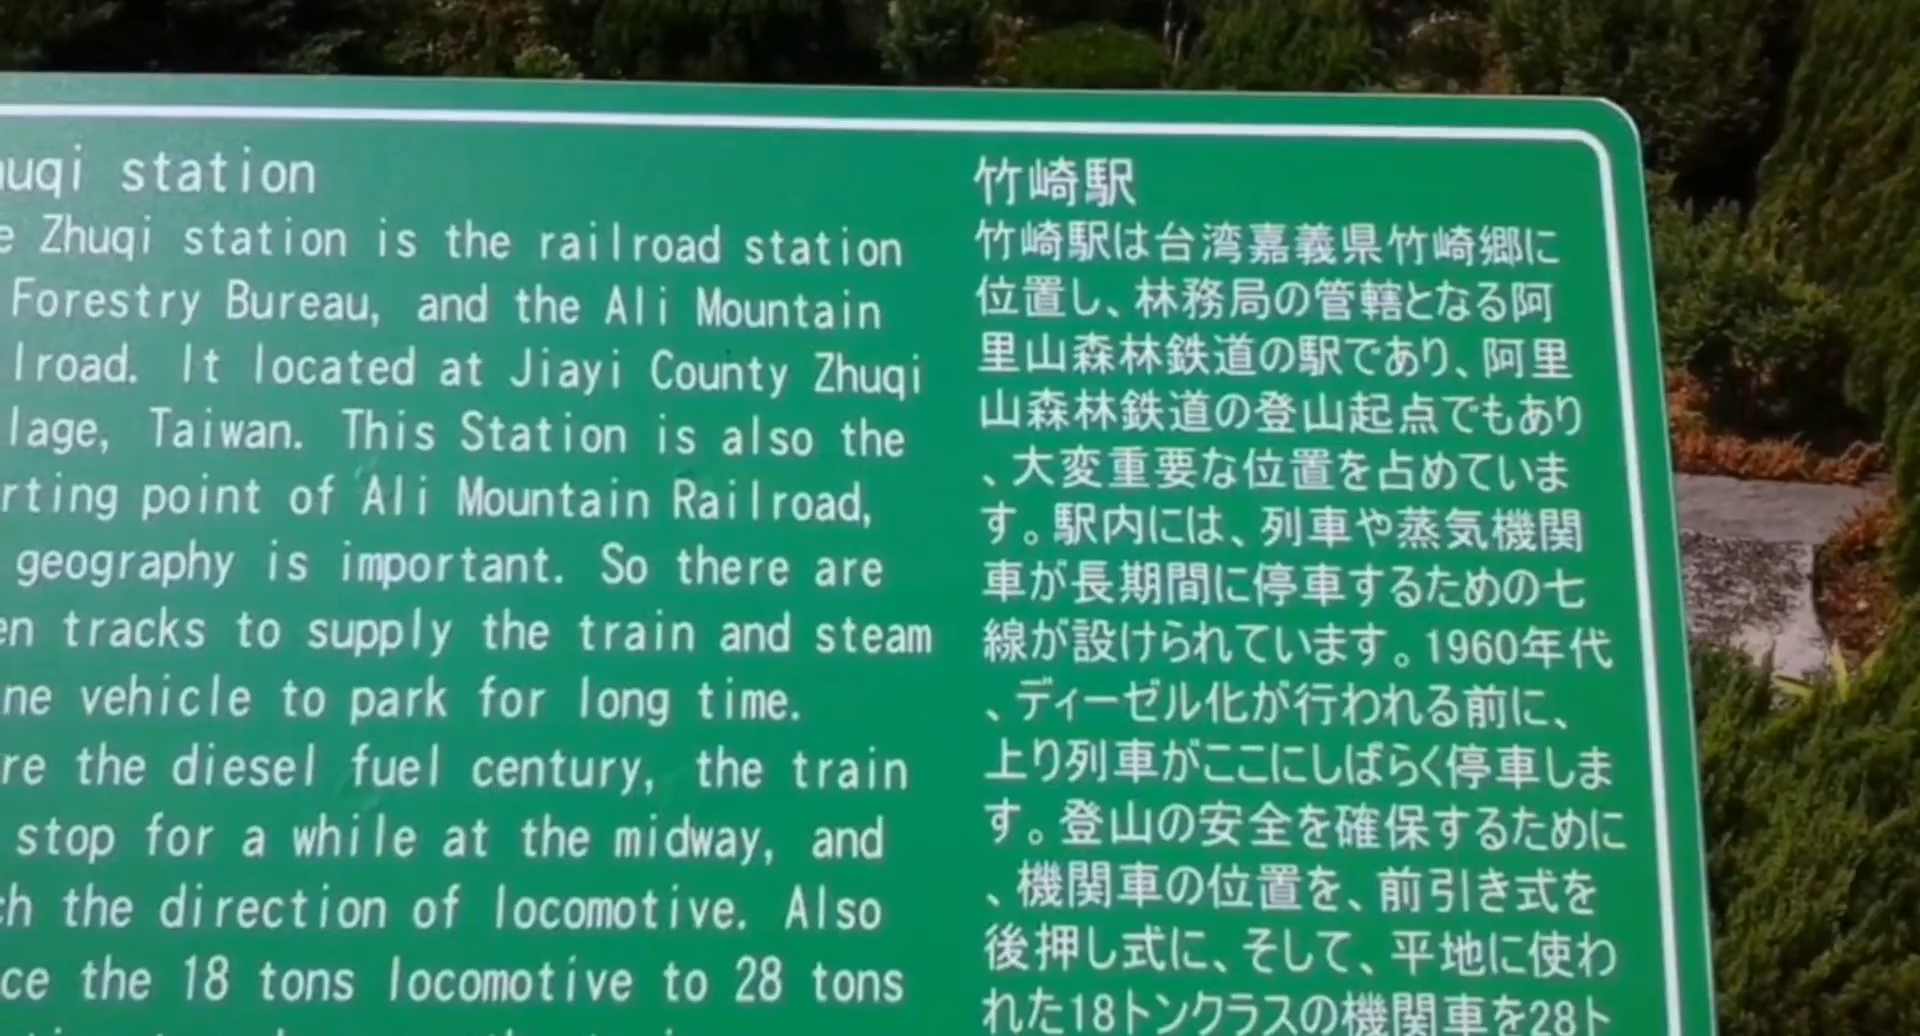 uqi station
Zhuqi station is the railroad station
Forestry Bureau, and the Ali Mountain
lroad. It located at Jiayi County Zhuqi
lage, Taiwan. This Station is also the
rting point of Ali Mountain Railroad,
geography is important. So there are
en tracks to supply the train and steam
ne vehicle to park for long time.
re the diesel fuel century, the train
stop for a while at the midway, and
ch the direction of locomotive. Also
ce the 18 tons locomotive to 28 tons
竹崎駅
竹崎駅は台湾嘉義県竹崎郷に
位置し、林務局の管轄となる阿
里山森林鉄道の駅であり、阿里
山森林鉄道の登山起点でもあり
、大変重要な位置を占めていま
す。駅内には、列車や蒸気機関
車が長期間に停車するための七
線が設けられています。1960年代
、ディーゼル化が行われる前に、
上り列車がここにしばらく停車しま
す。登山の安全を確保するために
、機関車の位置を、前引き式を
後押し式に、そして、平地に使わ
れた18トンクラスの機関車を28ト